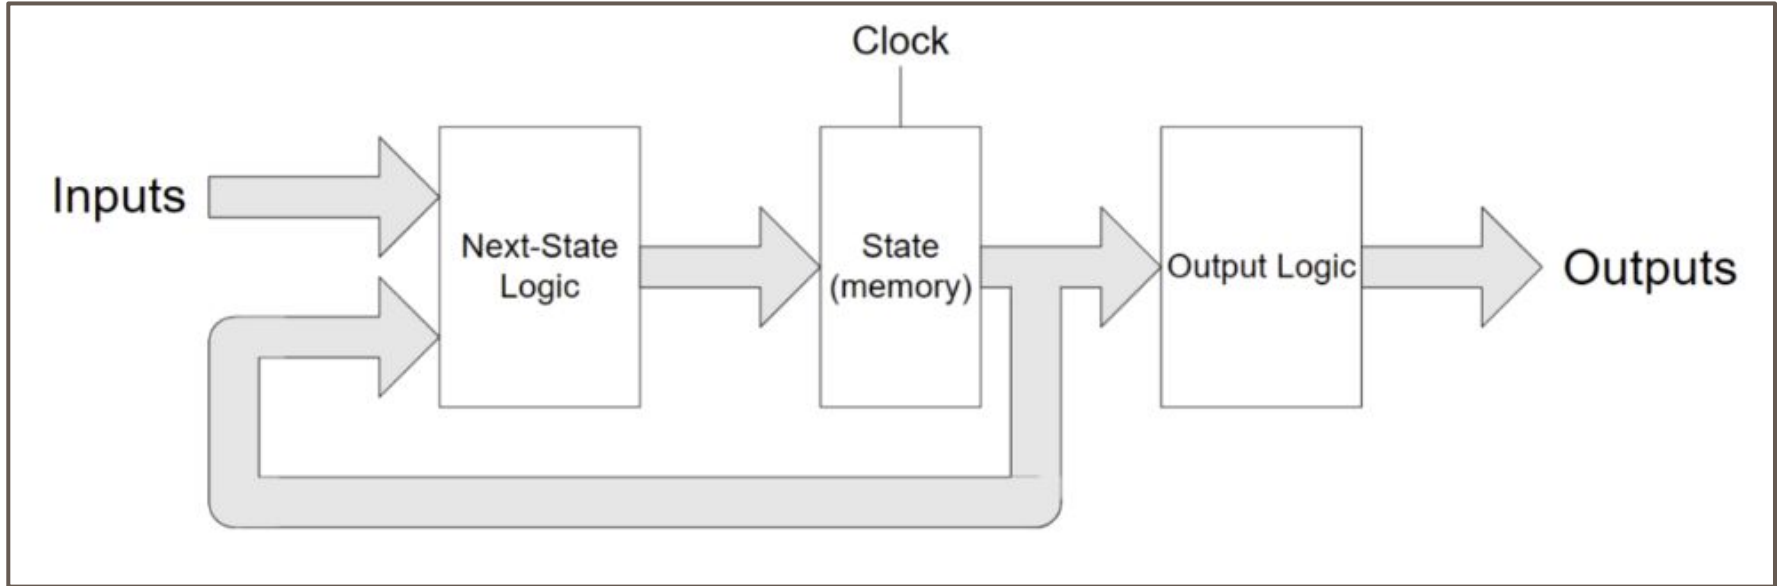 Clock
Inputs
Next-State
Logic
State
(memory)
Output Logic
Outputs